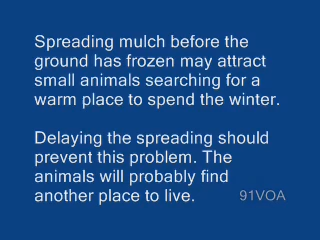 Spreading mulch before the
ground has frozen may attract
small animals searching for a
warm place to spend the winter.
Delaying the spreading should
prevent this problem. The
animals will probably find
another place to live.
91VOA